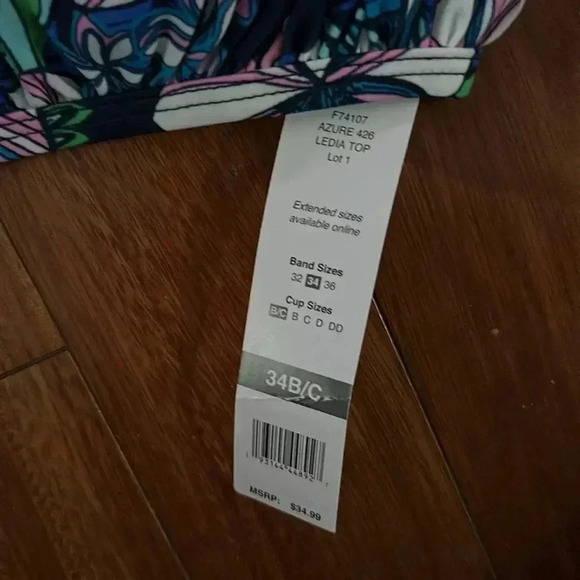 F74107
AZURE 426
LEDIA TOP
Lot 1
Extended sizes
available online
Band Sizes
32 34 36
Cup Sizes
B/C B C D DD
34B/C
MSRP: $34.99